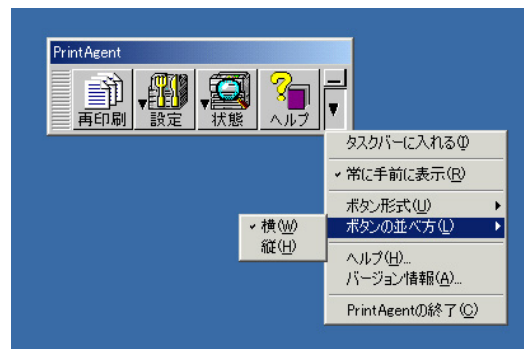 PrintAgent
再印刷 設定 状態 ヘルプ
タスクバーに入れる(I)
常に手前に表示(R)
ボタン形式(U)
ボタンの並べ方(L)
横(W)
縦(H)
ヘルプ(H)...
バージョン情報(A)...
PrintAgentの終了(C)